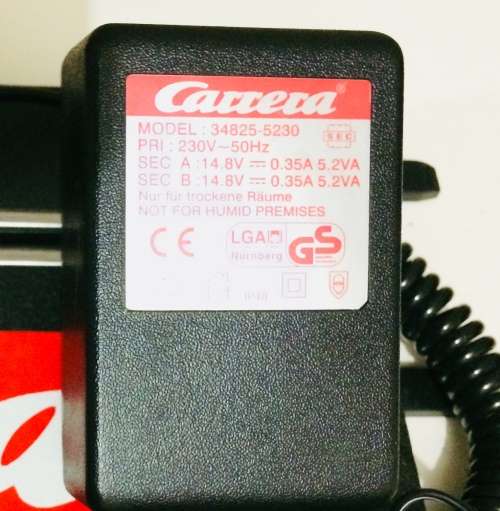 Carrera®
MODEL : 34825-5230
SEC
PRI : 230V~50Hz
SEC A : 14.8V ⎓ 0.35A 5.2VA
SEC B : 14.8V ⎓ 0.35A 5.2VA
Nur für trockene Räume
NOT FOR HUMID PREMISES
CE
LGA
Nürnberg
GS